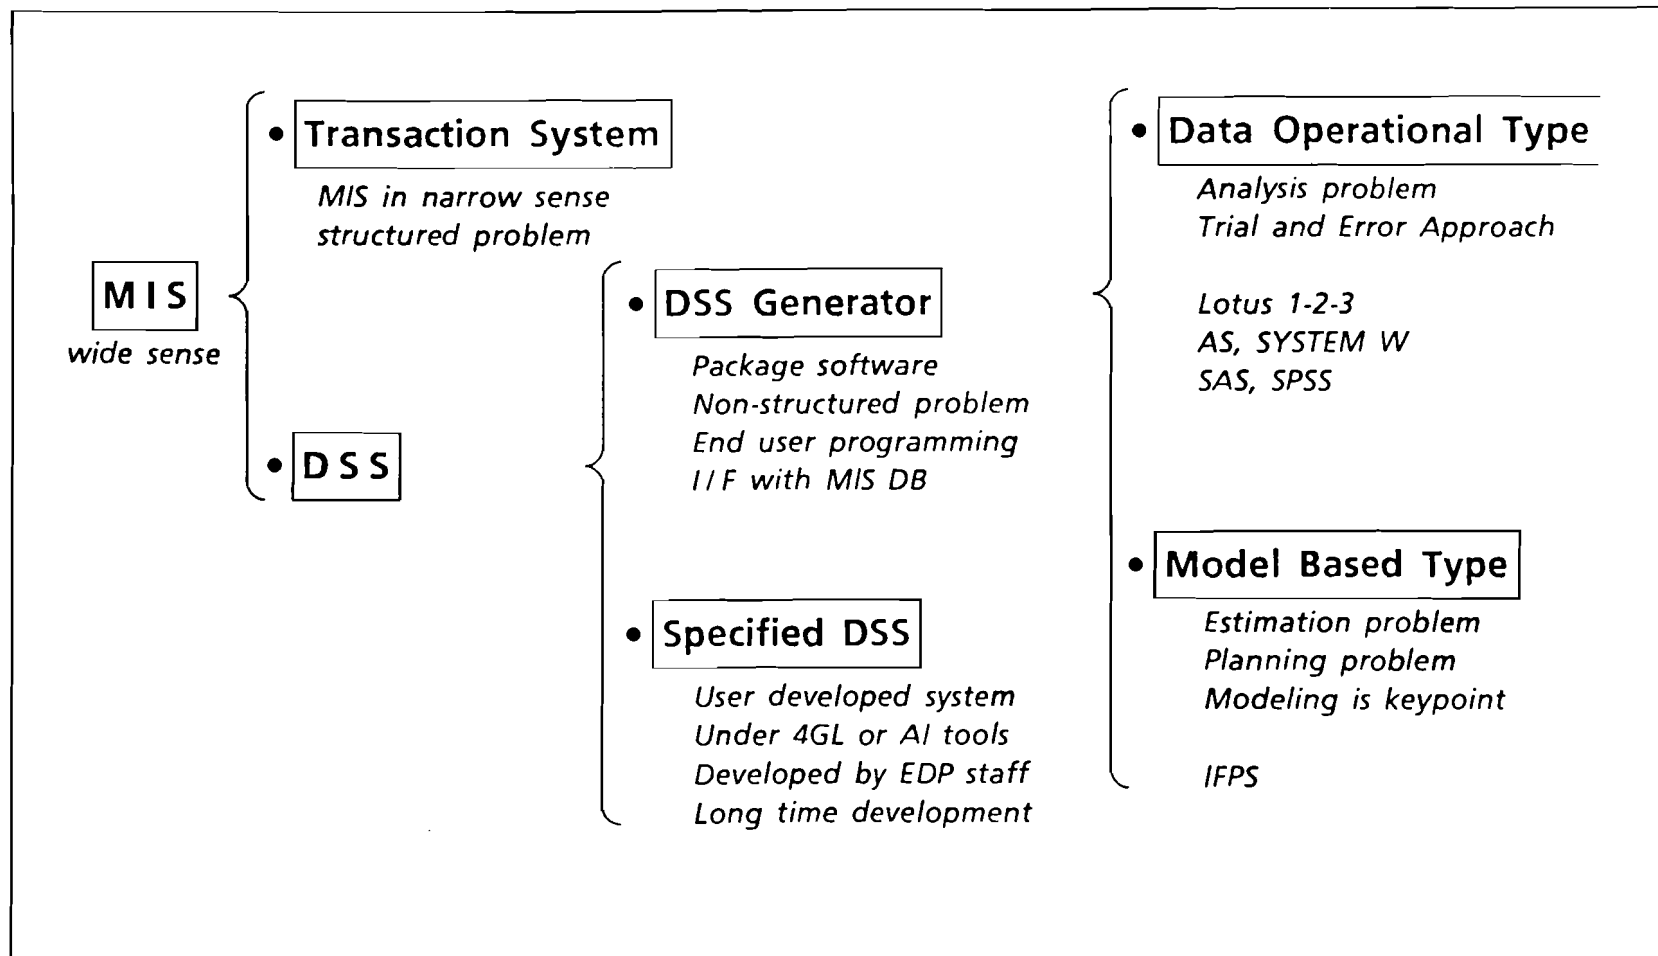 MIS
wide sense
• Transaction System
MIS in narrow sense
structured problem
• DSS
• DSS Generator
Package software
Non-structured problem
End user programming
I/F with MIS DB
• Specified DSS
User developed system
Under 4GL or AI tools
Developed by EDP staff
Long time development
• Data Operational Type
Analysis problem
Trial and Error Approach
Lotus 1-2-3
AS, SYSTEM W
SAS, SPSS
• Model Based Type
Estimation problem
Planning problem
Modeling is keypoint
IFPS